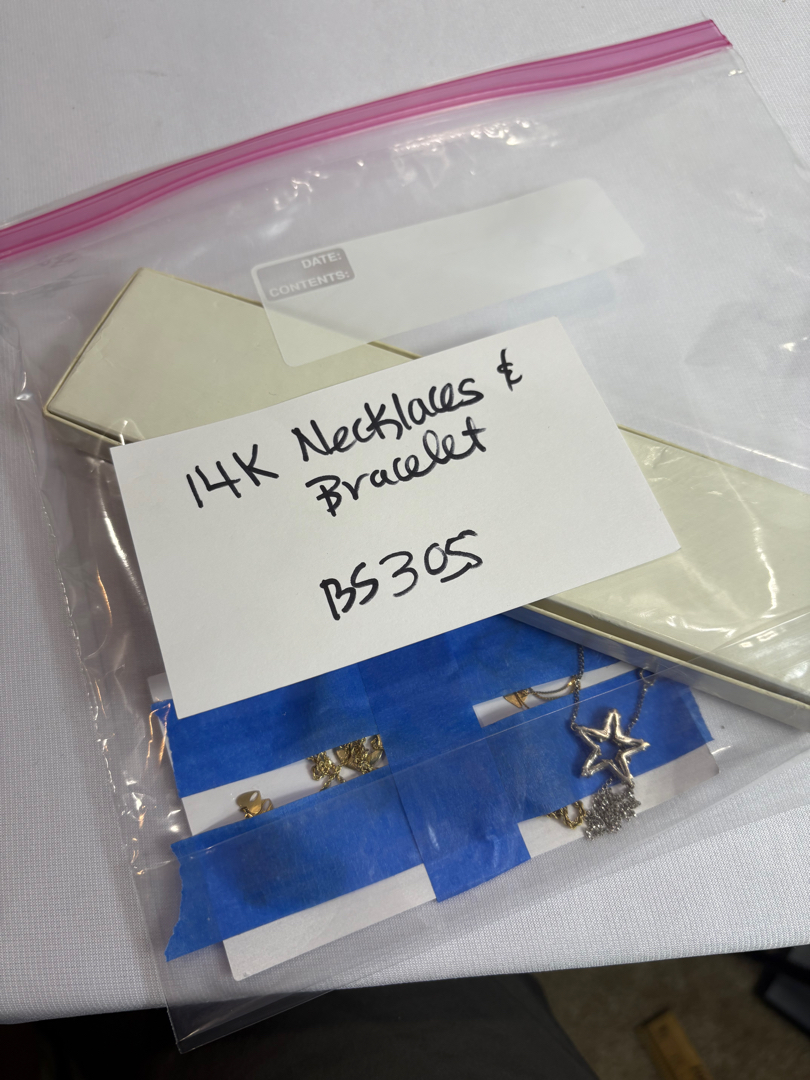 DATE:
CONTENTS:
14K Necklaces &
Bracelet
BS305